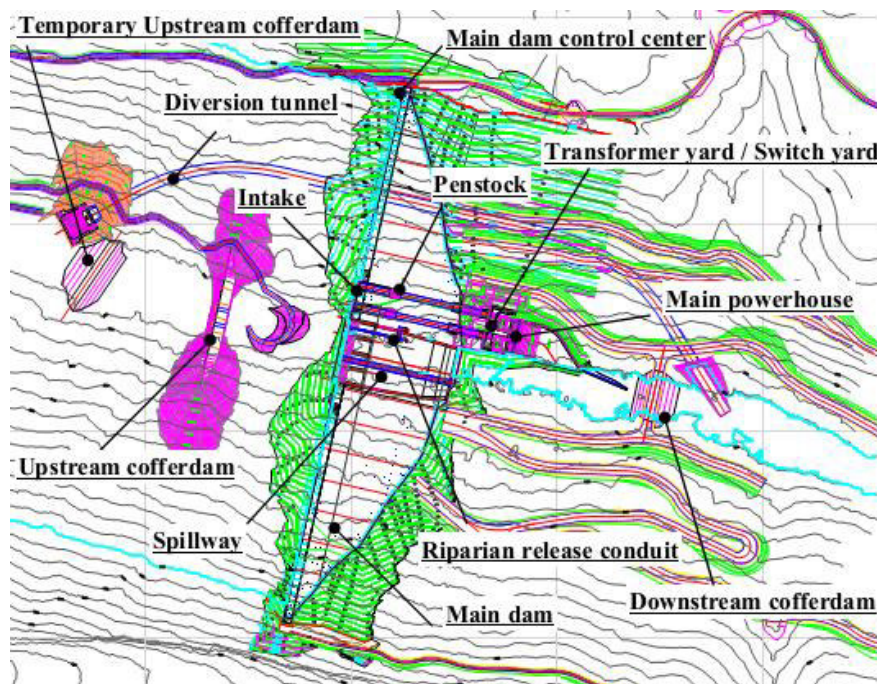 Temporary Upstream cofferdam
Main dam control center
Diversion tunnel
Transformer yard / Switch yard
Intake
Penstock
Main powerhouse
Upstream cofferdam
Spillway
Riparian release conduit
Main dam
Downstream cofferdam